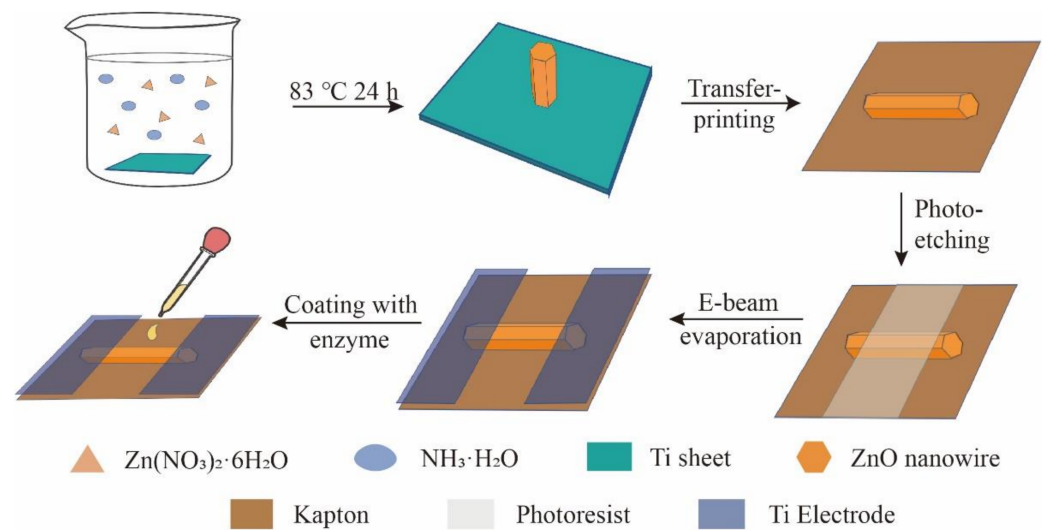 83 °C 24 h
Transfer-
printing
Photo-
etching
E-beam
evaporation
Coating with
enzyme
Zn(NO₃)₂·6H₂O
NH₃·H₂O
Ti sheet
ZnO nanowire
Kapton
Photoresist
Ti Electrode